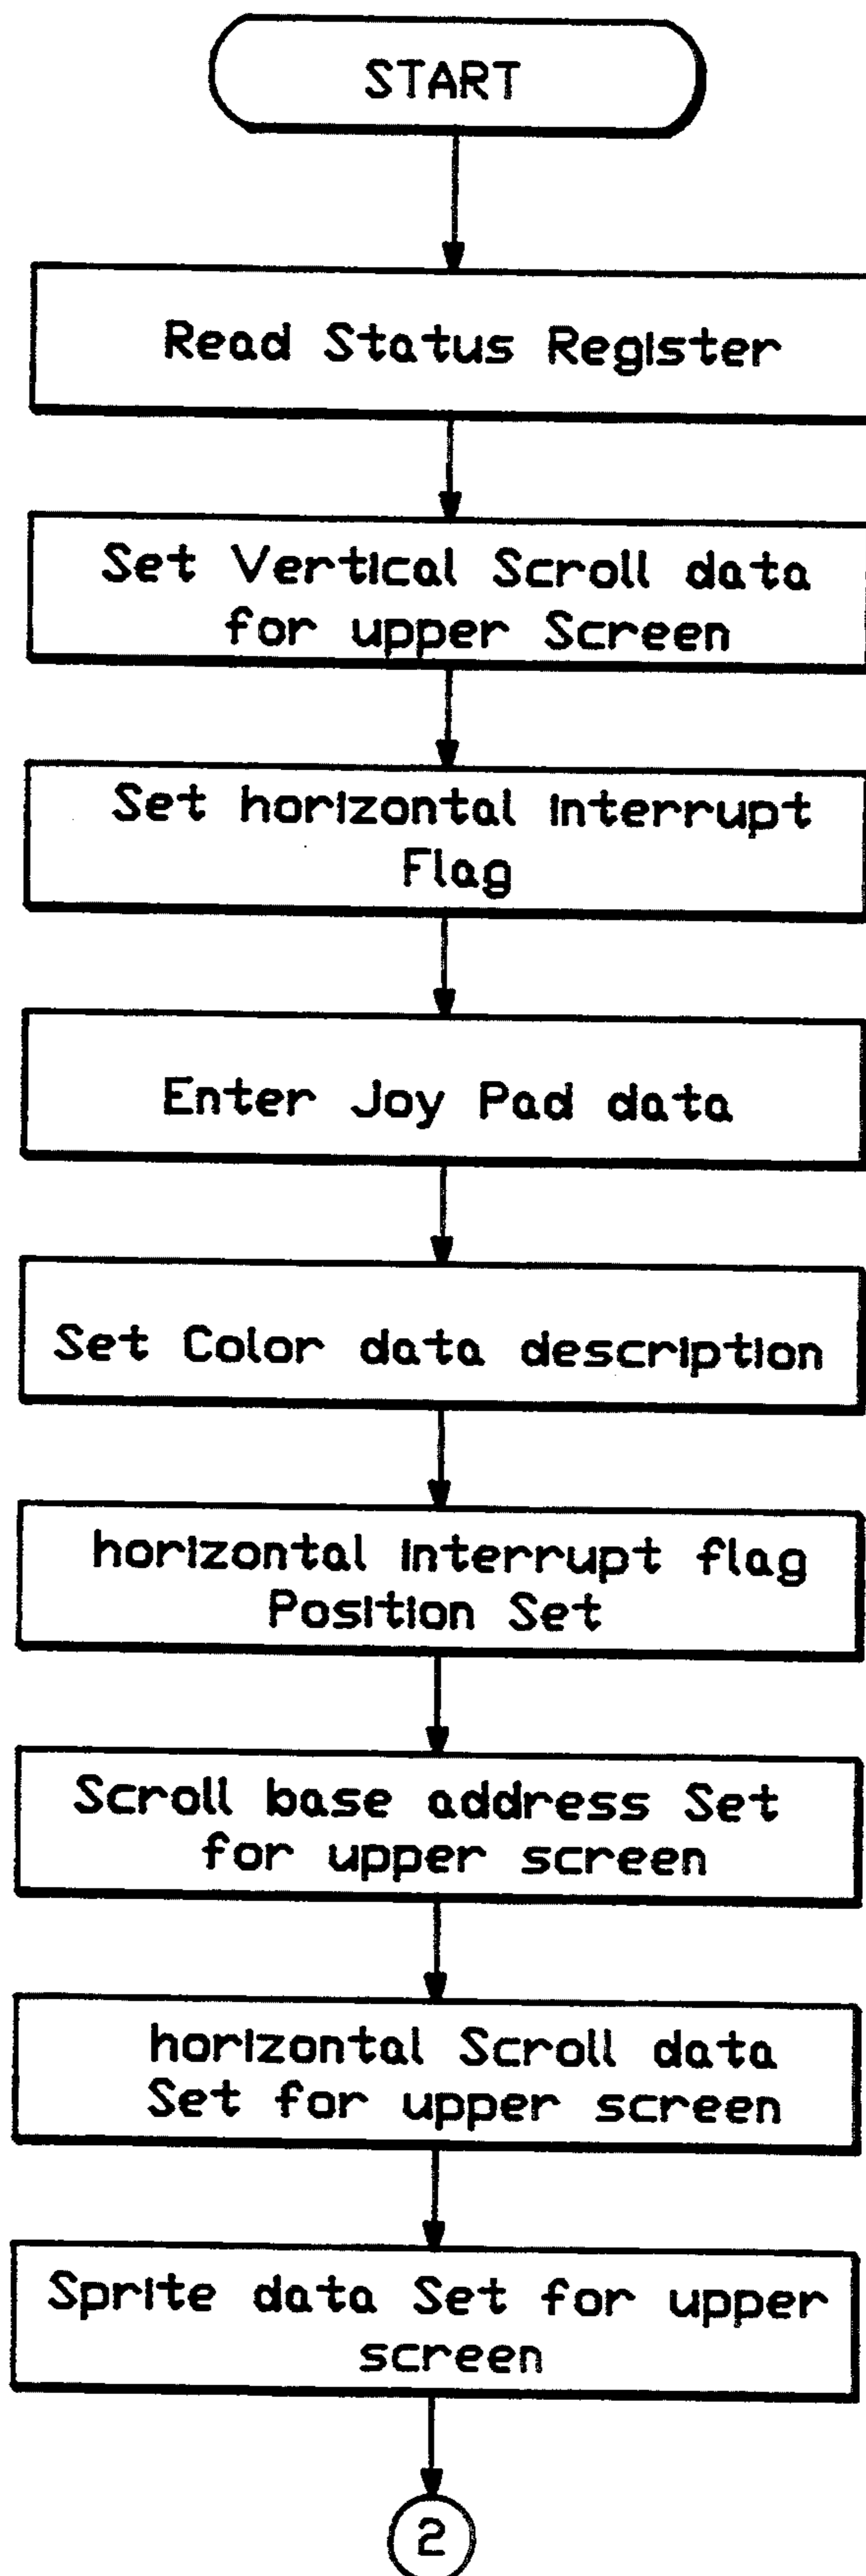 START
Read Status Register
Set Vertical Scroll data
for upper Screen
Set horizontal interrupt
Flag
Enter Joy Pad data
Set Color data description
horizontal interrupt flag
Position Set
Scroll base address Set
for upper screen
horizontal Scroll data
Set for upper screen
Sprite data Set for upper
screen
2